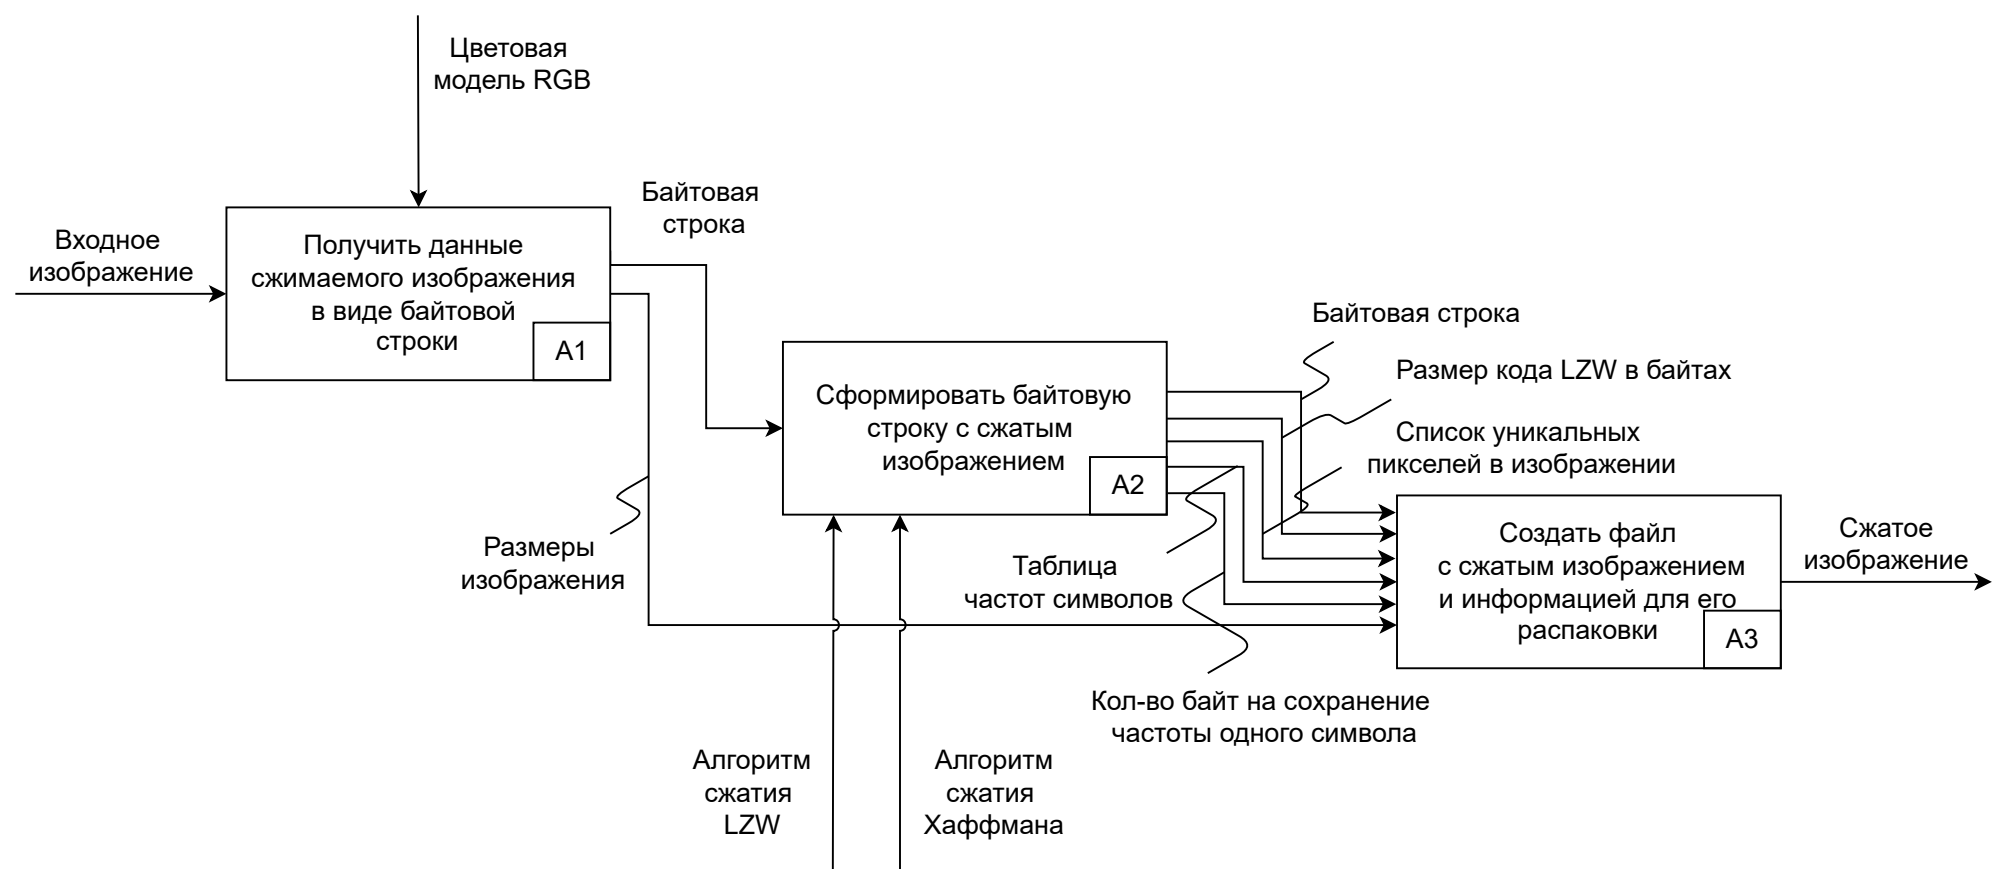 Цветовая
модель RGB
Входное
изображение
Получить данные
сжимаемого изображения
в виде байтовой
строки
A1
Байтовая
строка
Размеры
изображения
Сформировать байтовую
строку с сжатым
изображением
A2
Байтовая строка
Размер кода LZW в байтах
Список уникальных
пикселей в изображении
Таблица
частот символов
Кол-во байт на сохранение
частоты одного символа
Алгоритм
сжатия
LZW
Алгоритм
сжатия
Хаффмана
Создать файл
с сжатым изображением
и информацией для его
распаковки
A3
Сжатое
изображение